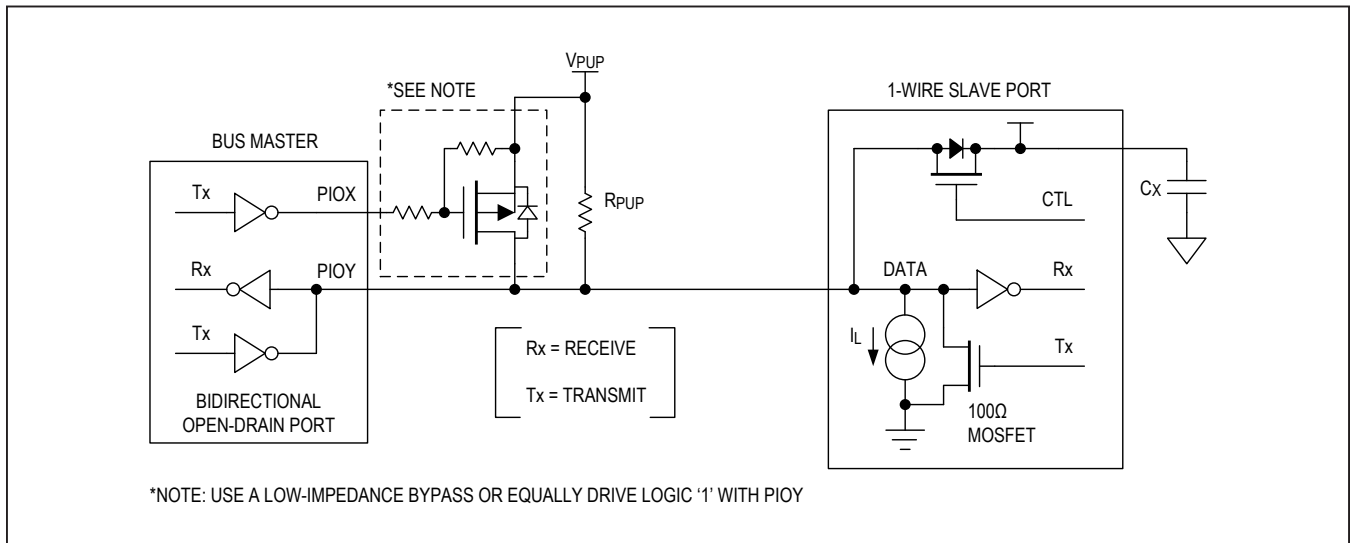 VPUP
*SEE NOTE
1-WIRE SLAVE PORT
BUS MASTER
Tx
PIOX
RPUP
CX
CTL
Rx
PIOY
DATA
Rx
Tx
IL
Tx
Rx = RECEIVE
Tx = TRANSMIT
BIDIRECTIONAL
OPEN-DRAIN PORT
100Ω
MOSFET
*NOTE: USE A LOW-IMPEDANCE BYPASS OR EQUALLY DRIVE LOGIC ‘1’ WITH PIOY